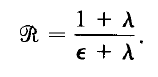 ℛ = (1 + λ) / (ϵ + λ).